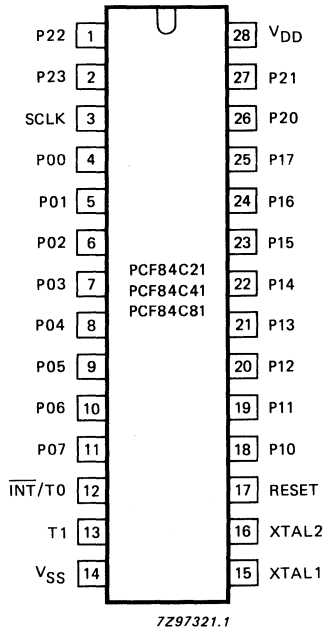 P22 1 28 VDD
P23 2 27 P21
SCLK 3 26 P20
P00 4 25 P17
P01 5 24 P16
P02 6 23 P15
PCF84C21
P03 7 22 P14
PCF84C41
PCF84C81
P04 8 21 P13
P05 9 20 P12
P06 10 19 P11
P07 11 18 P10
I̅N̅T̅/T0 12 17 RESET
T1 13 16 XTAL2
VSS 14 15 XTAL1
7Z97321.1